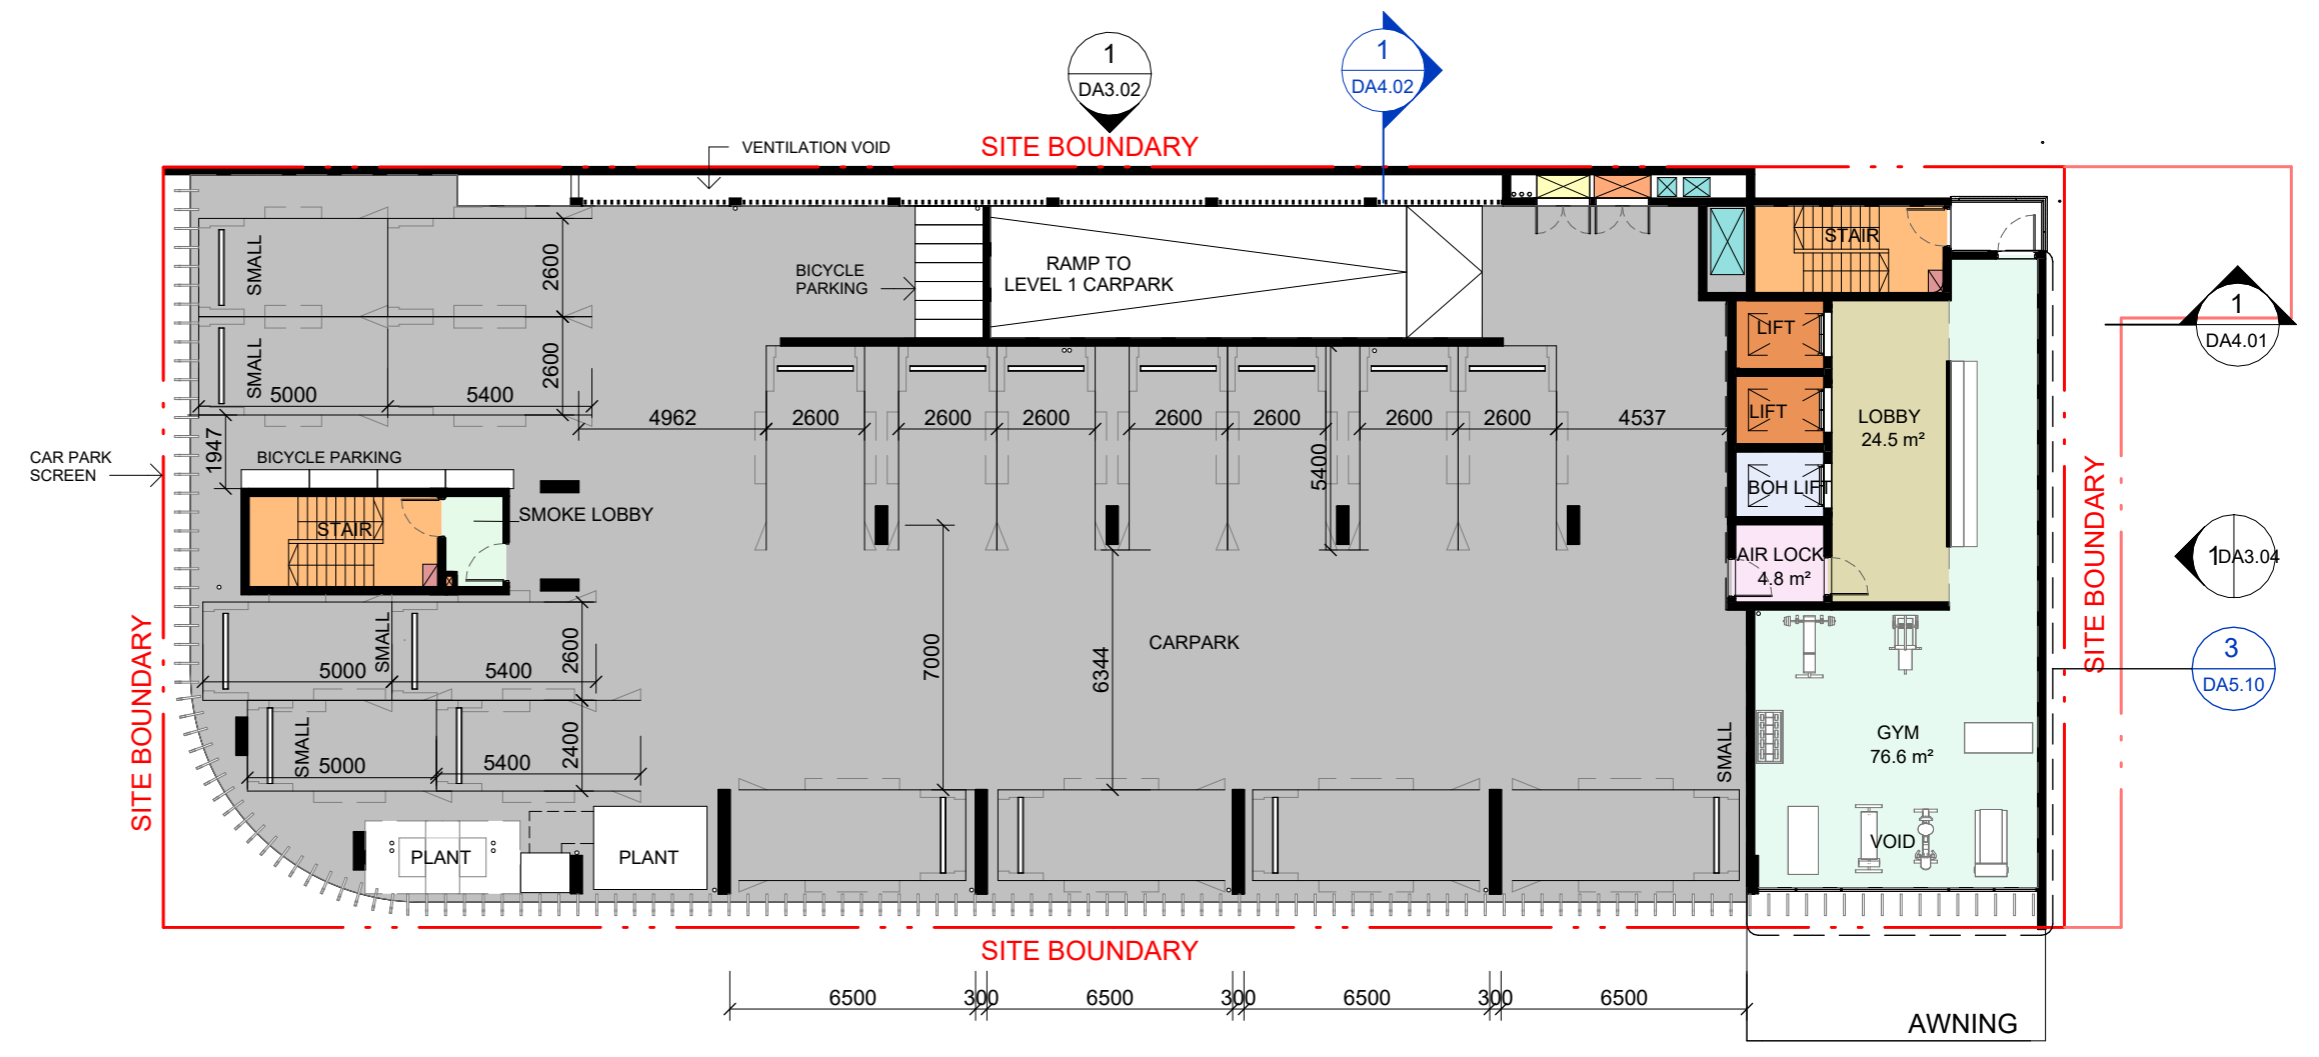 1
DA3.02
1
DA4.02
SITE BOUNDARY
VENTILATION VOID
SMALL
2600
BICYCLE
PARKING
RAMP TO
LEVEL 1 CARPARK
STAIR
1
DA4.01
LIFT
SMALL
2600
5000
5400
4962
2600
2600
2600
2600
2600
2600
2600
4537
LIFT
LOBBY
24.5 m²
1947
CAR PARK
SCREEN
BICYCLE PARKING
5400
BOH LIFT
SITE BOUNDARY
STAIR
SMOKE LOBBY
AIR LOCK
4.8 m²
1
DA3.04
SITE BOUNDARY
5000
SMALL
5400
2600
7000
6344
CARPARK
3
DA5.10
SMALL
5000
5400
2400
SMALL
GYM
76.6 m²
PLANT
PLANT
VOID
SITE BOUNDARY
6500
300
6500
300
6500
300
6500
AWNING